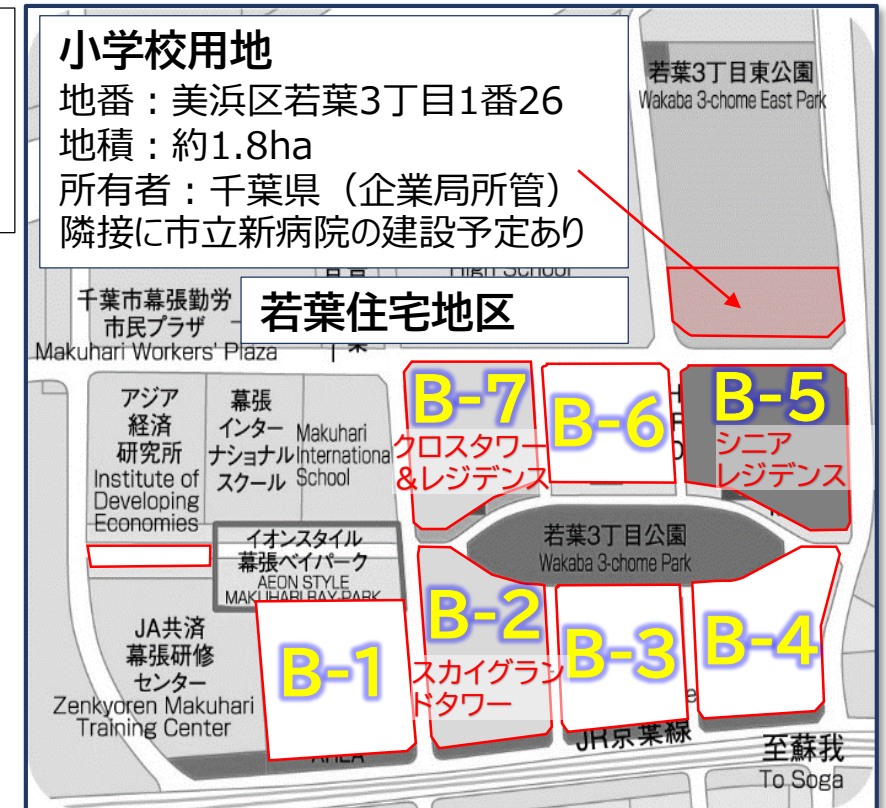 小学校用地
地番：美浜区若葉3丁目1番26
地積：約1.8ha
所有者：千葉県（企業局所管）
隣接に市立新病院の建設予定あり
若葉3丁目東公園
Wakaba 3-chome East Park
High School
若葉住宅地区
千葉市幕張勤労
市民プラザ
Makuhari Workers' Plaza
アジア
経済
研究所
Institute of
Developing
Economies
幕張
インター
ナショナル
スクール
Makuhari
International
School
B-7
クロスタワー
＆レジデンス
B-6
B-5
シニア
レジデンス
イオンスタイル
幕張ベイパーク
AEON STYLE
MAKUHARI BAY-PARK
若葉3丁目公園
Wakaba 3-chome Park
JA共済
幕張研修
センター
Zenkyoren Makuhari
Training Center
B-1
B-2
スカイグラン
ドタワー
B-3
B-4
AREA
JR京葉線
至蘇我
To Soga